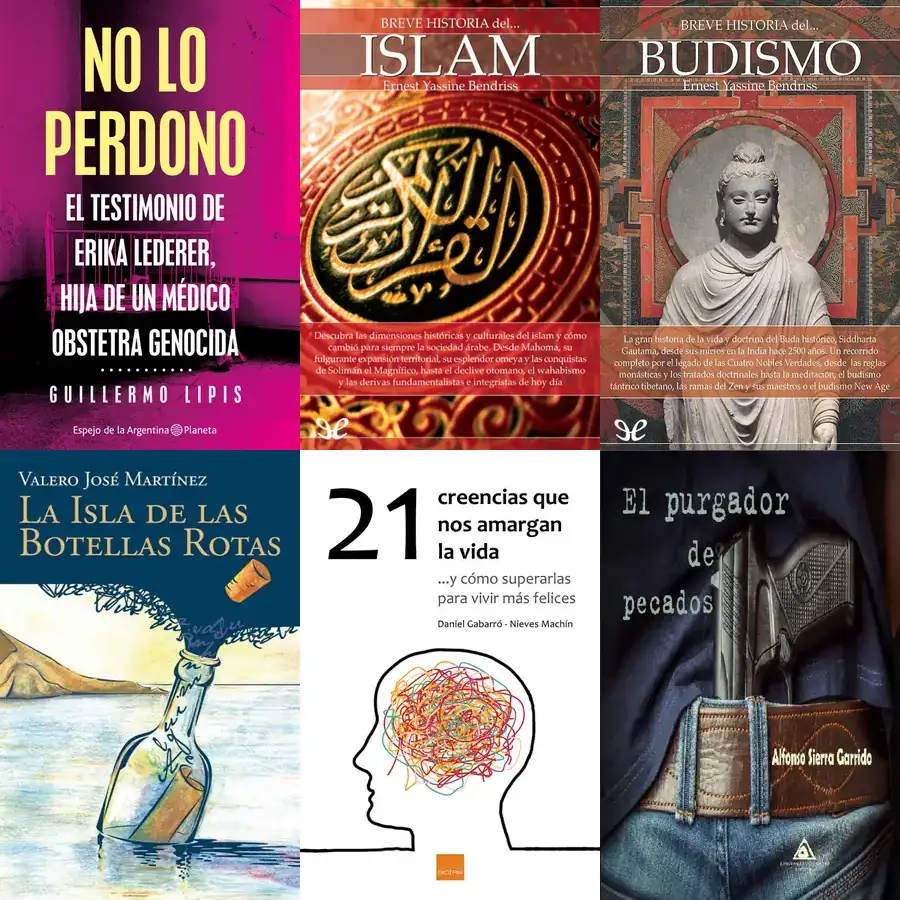 NO LO
PERDONO
EL TESTIMONIO DE
ERIKA LEDERER,
HIJA DE UN MÉDICO
OBSTETRA GENOCIDA
GUILLERMO LIPIS
Espejo de la Argentina Planeta
BREVE HISTORIA del...
ISLAM
Ernest Yassine Bendriss
Descubra las dimensiones históricas y culturales del islam y cómo
cambió para siempre la sociedad árabe. Desde Mahoma, su
fulgurante expansión territorial, su esplendor omeya y las conquistas
de Solimán el Magnífico, hasta el declive otomano, el wahabismo
y las derivas fundamentalistas e integristas de hoy día
BREVE HISTORIA del...
BUDISMO
Ernest Yassine Bendriss
La gran historia de la vida y doctrina del Buda histórico, Siddharta
Gautama, desde sus inicios en la India hace 2500 años. Un recorrido
completo por el legado de las Cuatro Nobles Verdades, desde las reglas
monásticas y los tratados doctrinales hasta la meditación, el budismo
tántrico tibetano, las ramas del Zen y sus maestros o el budismo New Age
VALERO JOSÉ MARTÍNEZ
LA ISLA DE LAS
BOTELLAS ROTAS
21
creencias que
nos amargan
la vida
...y cómo superarlas
para vivir más felices
Daniel Gabarró - Nieves Machín
El purgador
de
pecados
Alfonso Sierra Garrido